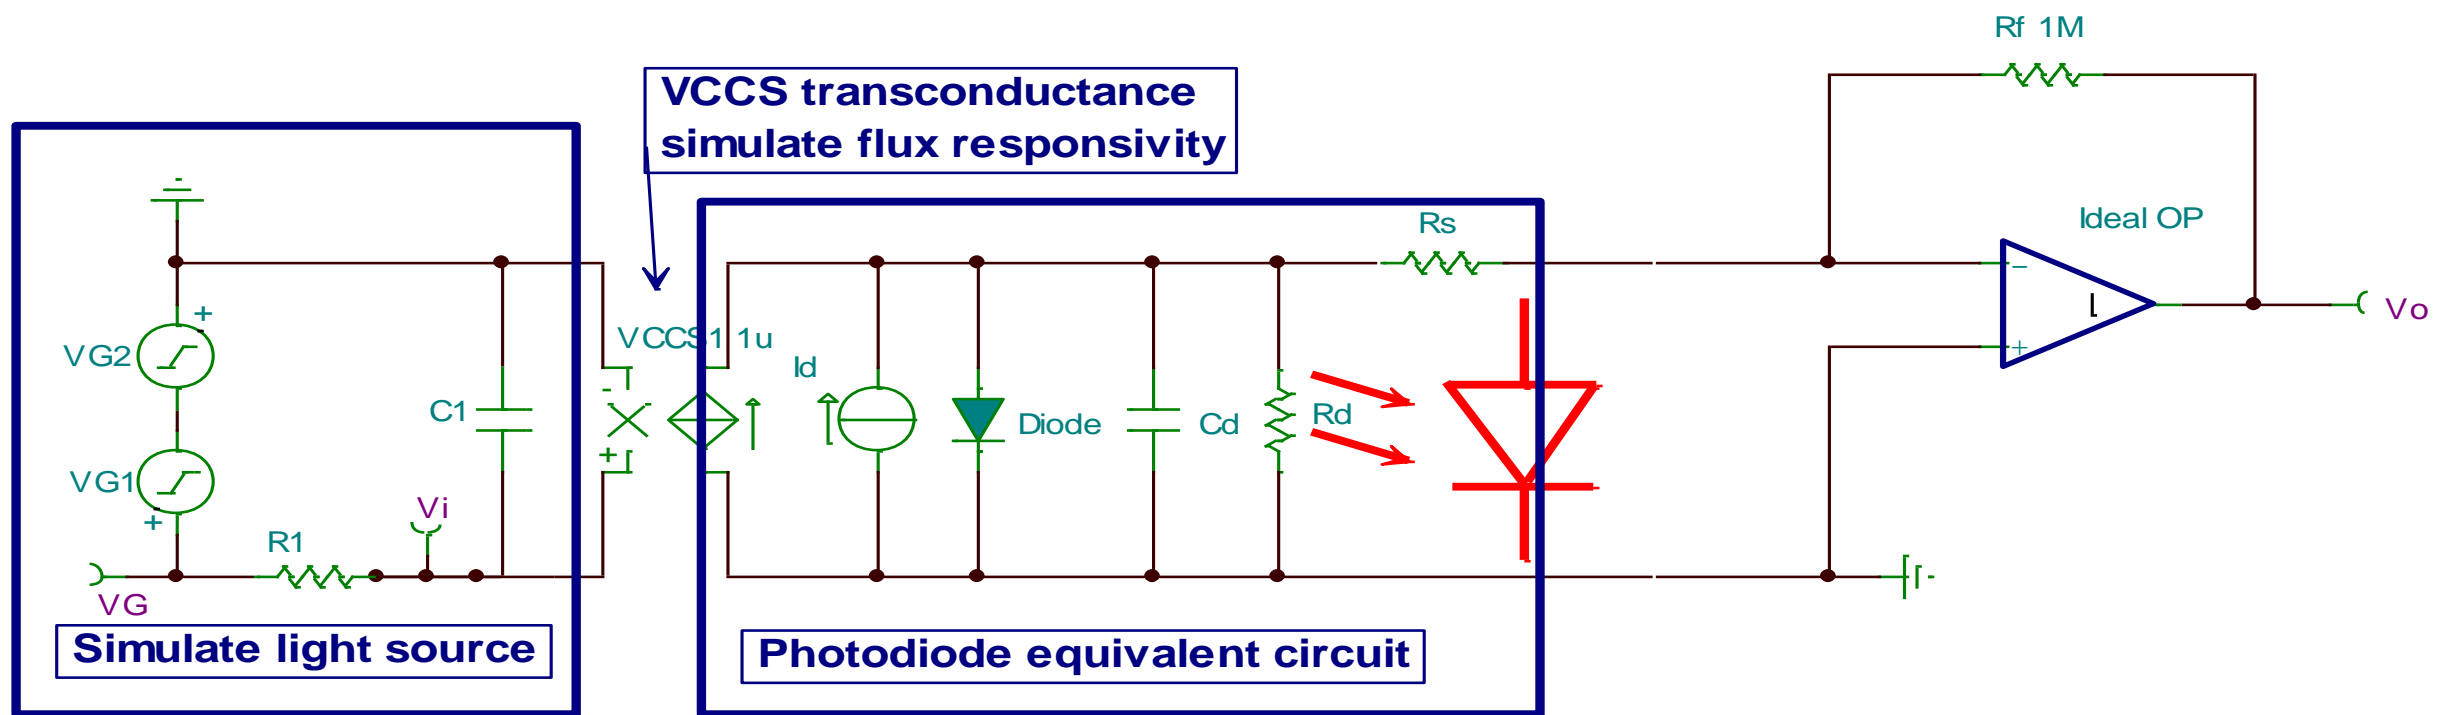 Rf 1M
VCCS transconductance
simulate flux responsivity
Rs
Ideal OP
-
+
Vo
+
VG2
VCCS1 1u
Id
-
C1
Diode
Cd
Rd
+
VG1
+
Vi
R1
VG
Simulate light source
Photodiode equivalent circuit